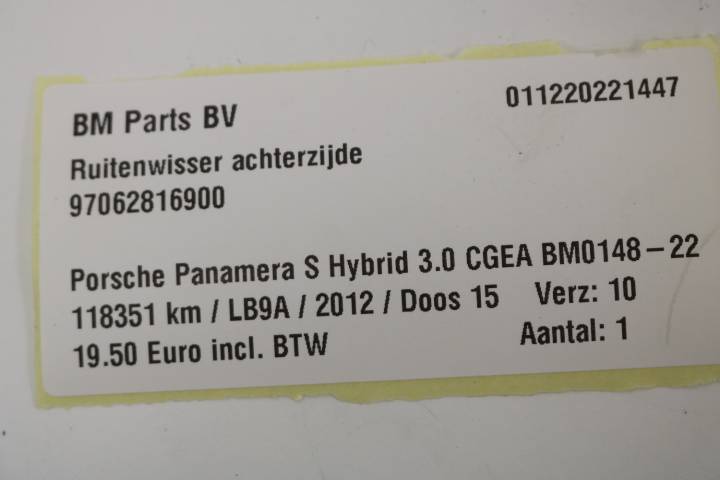 BM Parts BV 011220221447
Ruitenwisser achterzijde
97062816900
Porsche Panamera S Hybrid 3.0 CGEA BM0148-22
118351 km / LB9A / 2012 / Doos 15 Verz: 10
19.50 Euro incl. BTW Aantal: 1